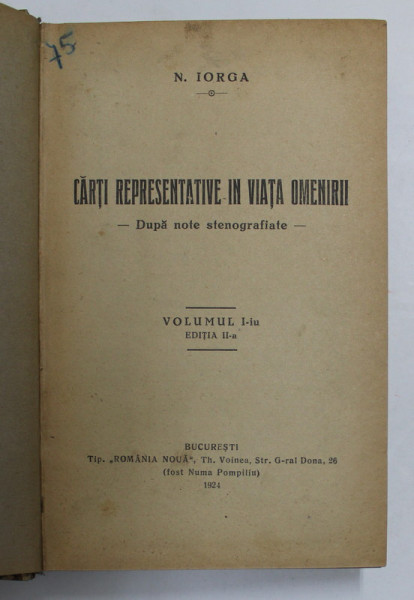 75
N. IORGA
CĂRȚI REPRESENTATIVE IN VIAȚA OMENIRII
— După note stenografiate —
VOLUMUL I-iu
EDIȚIA II-a
BUCUREȘTI
Tip. „ROMÂNIA NOUĂ“, Th. Voinea, Str. G-ral Dona, 26
(fost Numa Pompiliu)
1924